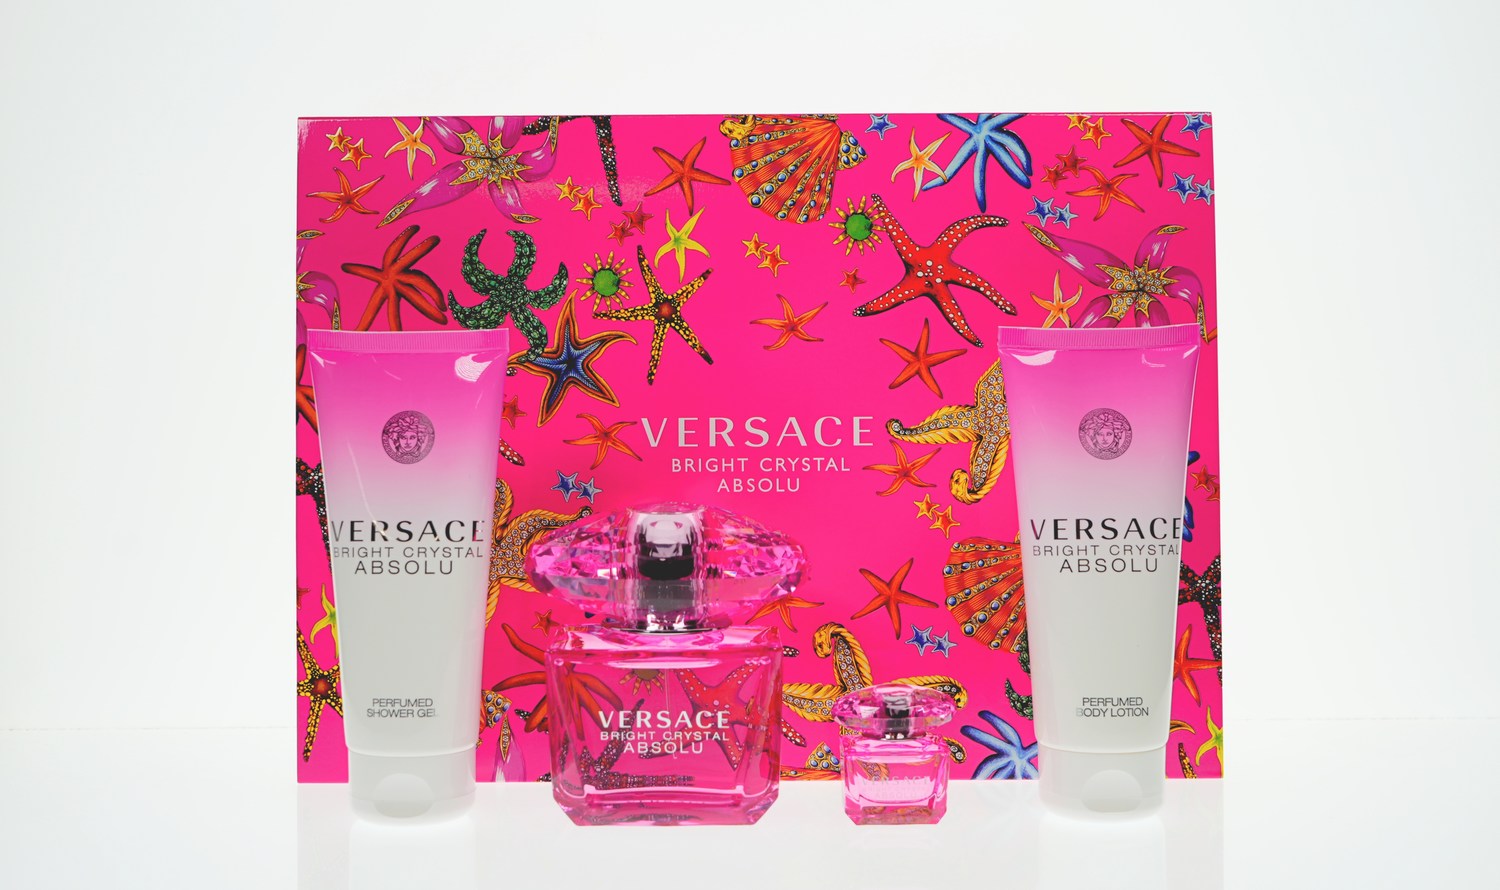 VERSACE
BRIGHT CRYSTAL
ABSOLU
VERSACE
BRIGHT CRYSTAL
ABSOLU
PERFUMED
SHOWER GEL
VERSACE
BRIGHT CRYSTAL
ABSOLU
VERSACE
VERSACE
BRIGHT CRYSTAL
ABSOLU
PERFUMED
BODY LOTION